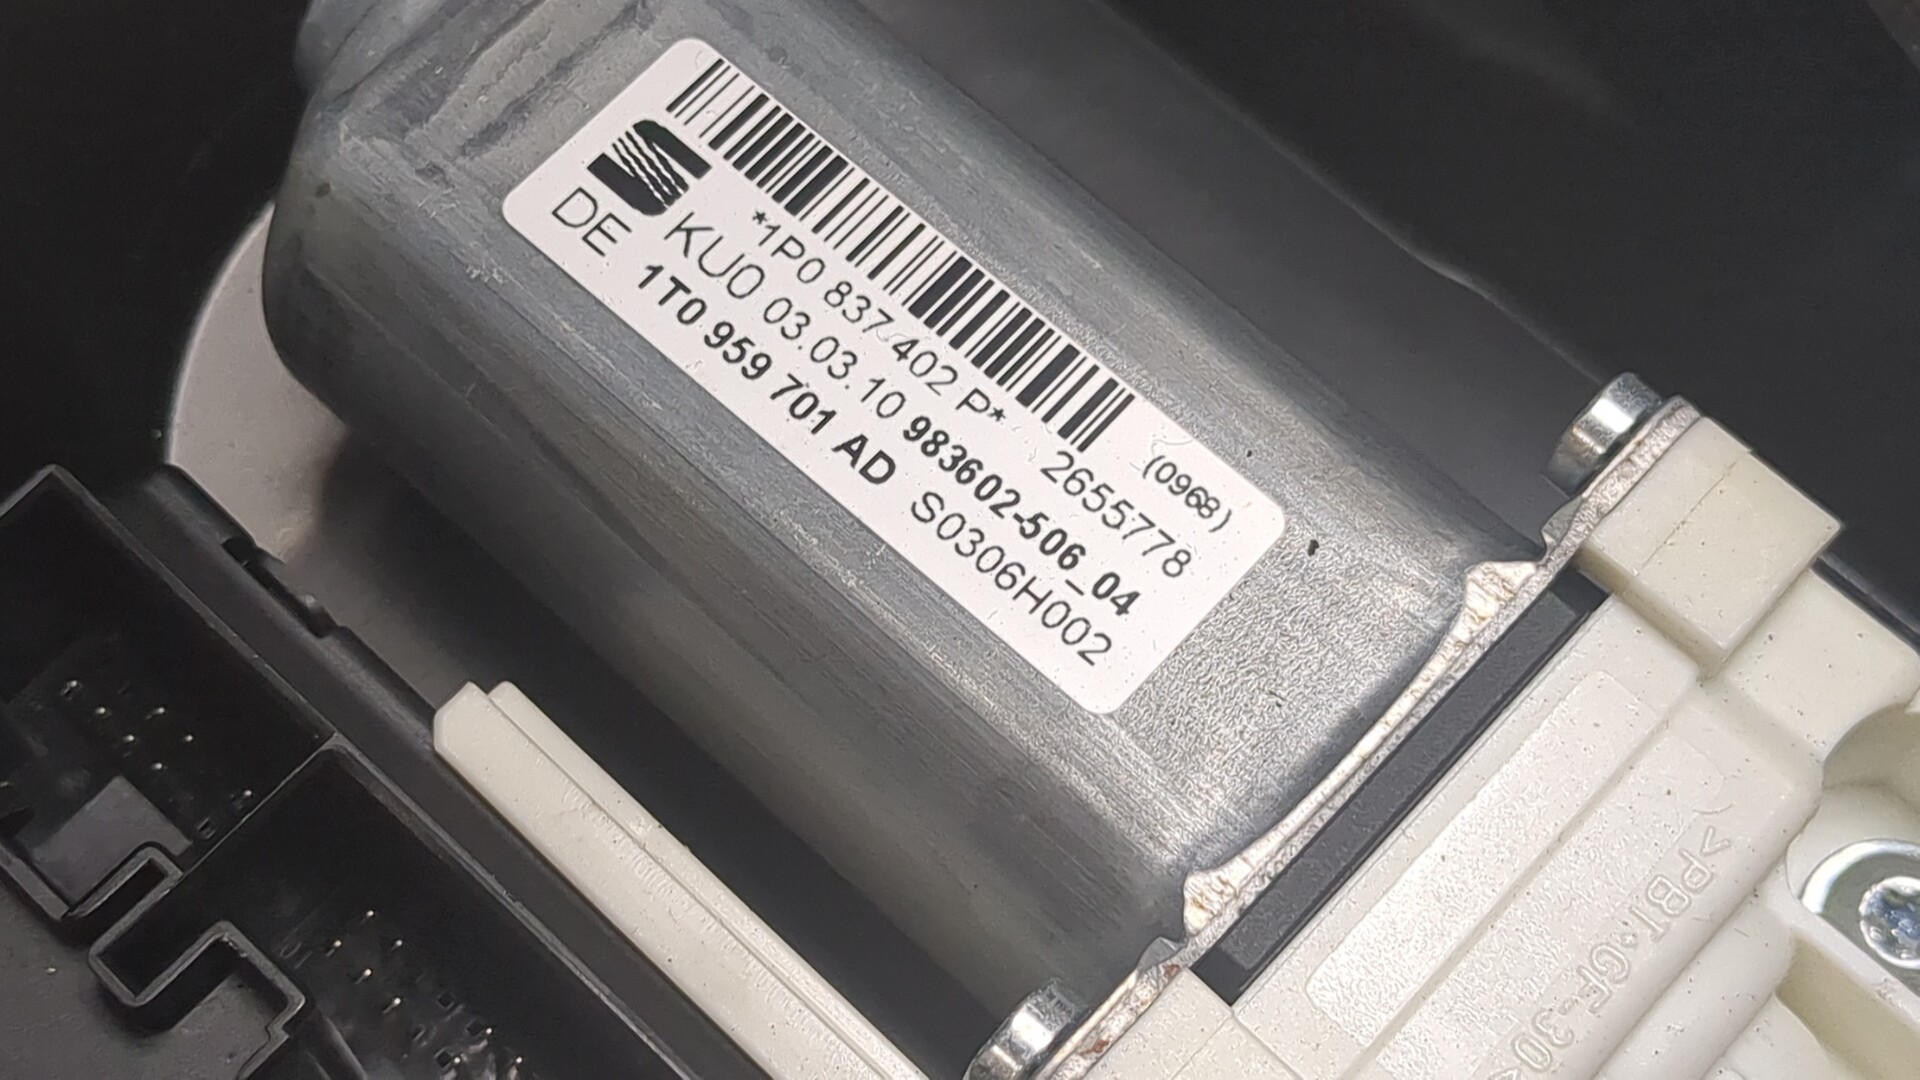 *1P0 837 402 P*
(0968)
DE
KU0 03.03.10
2655778
1T0 959 701 AD
983602-506_04
S0306H002
>PBT+GF-30<